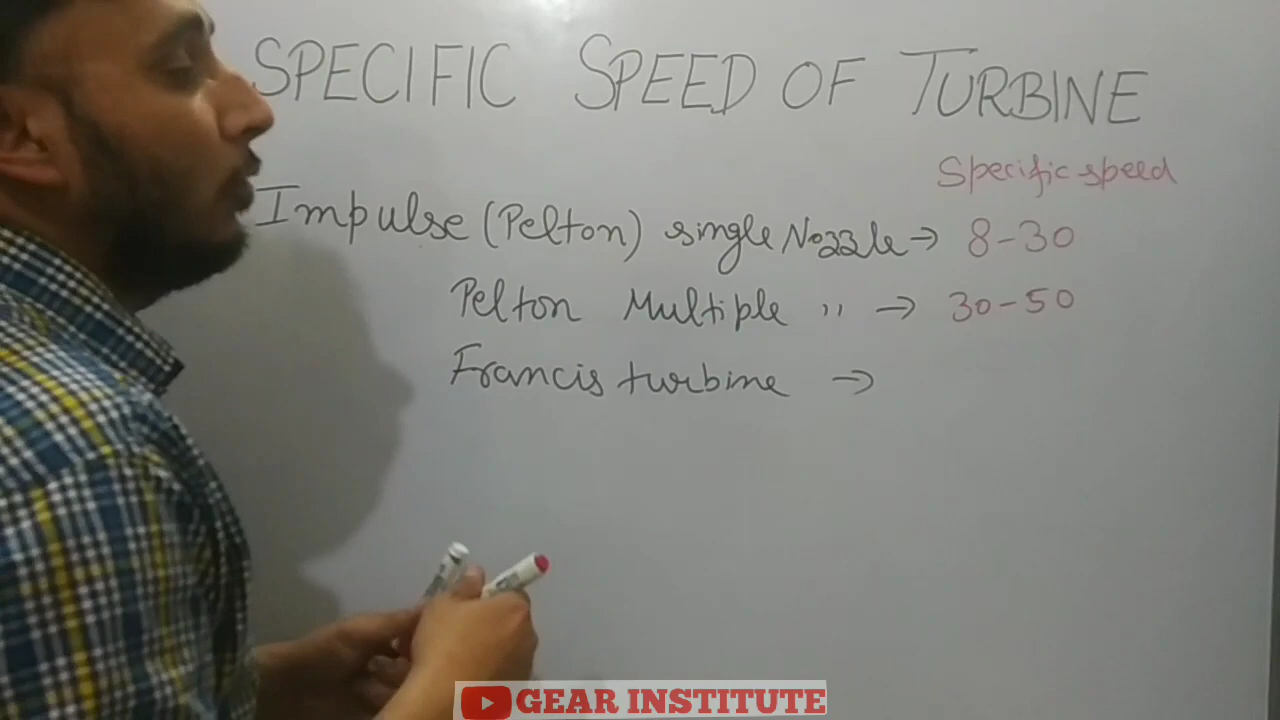 SPECIFIC SPEED OF TURBINE
Specific speed
Impulse (Pelton) single Nozzle → 8-30
Pelton Multiple " → 30-50
Francis turbine →
GEAR INSTITUTE